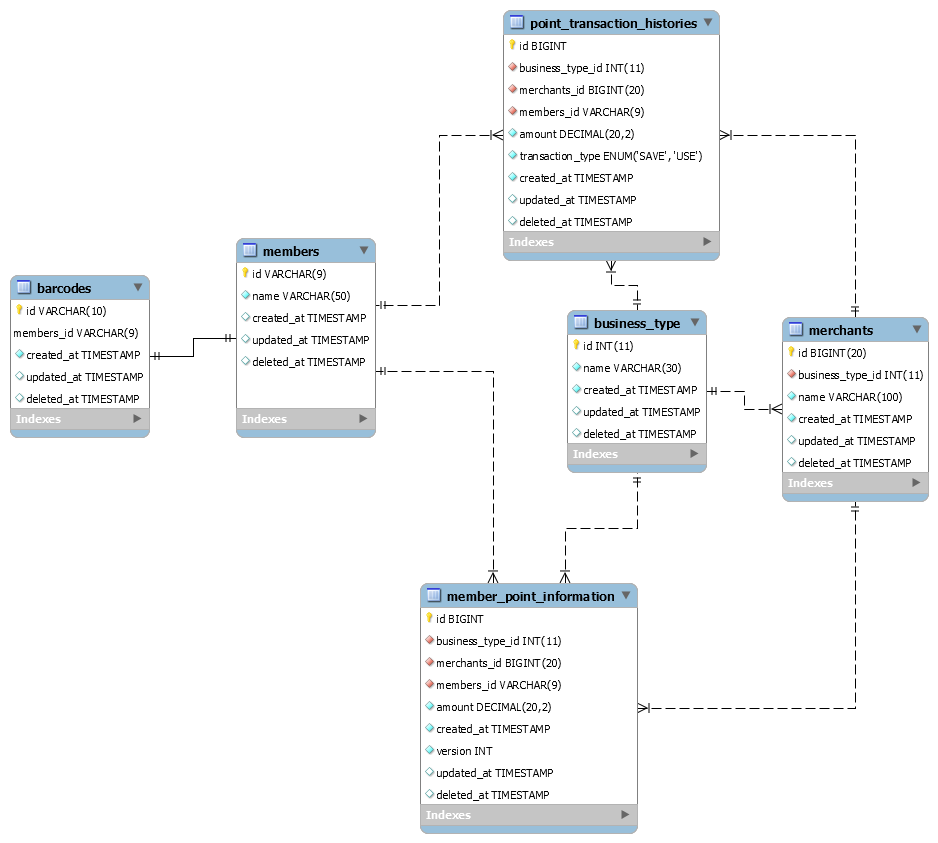 point_transaction_histories
id BIGINT
business_type_id INT(11)
merchants_id BIGINT(20)
members_id VARCHAR(9)
amount DECIMAL(20,2)
transaction_type ENUM('SAVE', 'USE')
created_at TIMESTAMP
updated_at TIMESTAMP
deleted_at TIMESTAMP
Indexes
members
id VARCHAR(9)
name VARCHAR(50)
created_at TIMESTAMP
updated_at TIMESTAMP
deleted_at TIMESTAMP
Indexes
barcodes
id VARCHAR(10)
members_id VARCHAR(9)
created_at TIMESTAMP
updated_at TIMESTAMP
deleted_at TIMESTAMP
Indexes
business_type
id INT(11)
name VARCHAR(30)
created_at TIMESTAMP
updated_at TIMESTAMP
deleted_at TIMESTAMP
Indexes
merchants
id BIGINT(20)
business_type_id INT(11)
name VARCHAR(100)
created_at TIMESTAMP
updated_at TIMESTAMP
deleted_at TIMESTAMP
Indexes
member_point_information
id BIGINT
business_type_id INT(11)
merchants_id BIGINT(20)
members_id VARCHAR(9)
amount DECIMAL(20,2)
created_at TIMESTAMP
version INT
updated_at TIMESTAMP
deleted_at TIMESTAMP
Indexes